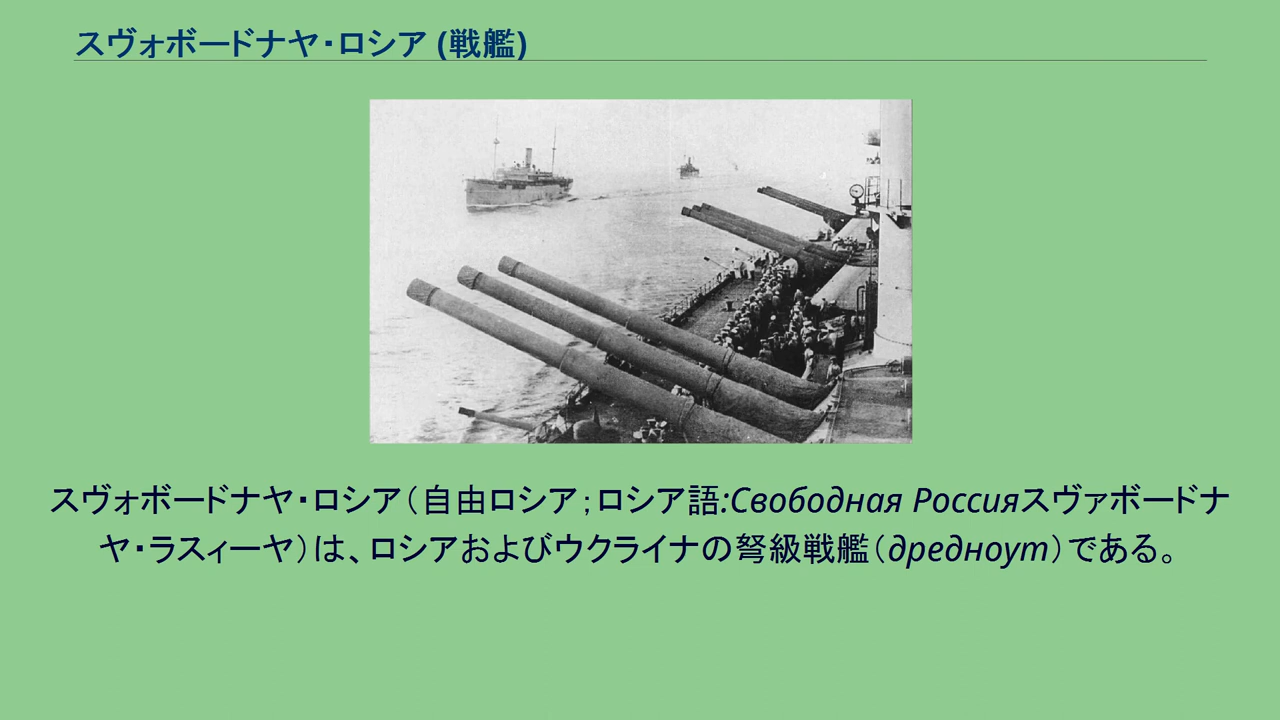 スヴォボードナヤ・ロシア (戦艦)
スヴォボードナヤ・ロシア（自由ロシア；ロシア語:Свободная Россияスヴァボードナ
ヤ・ラスィーヤ）は、ロシアおよびウクライナの弩級戦艦（дредноут）である。